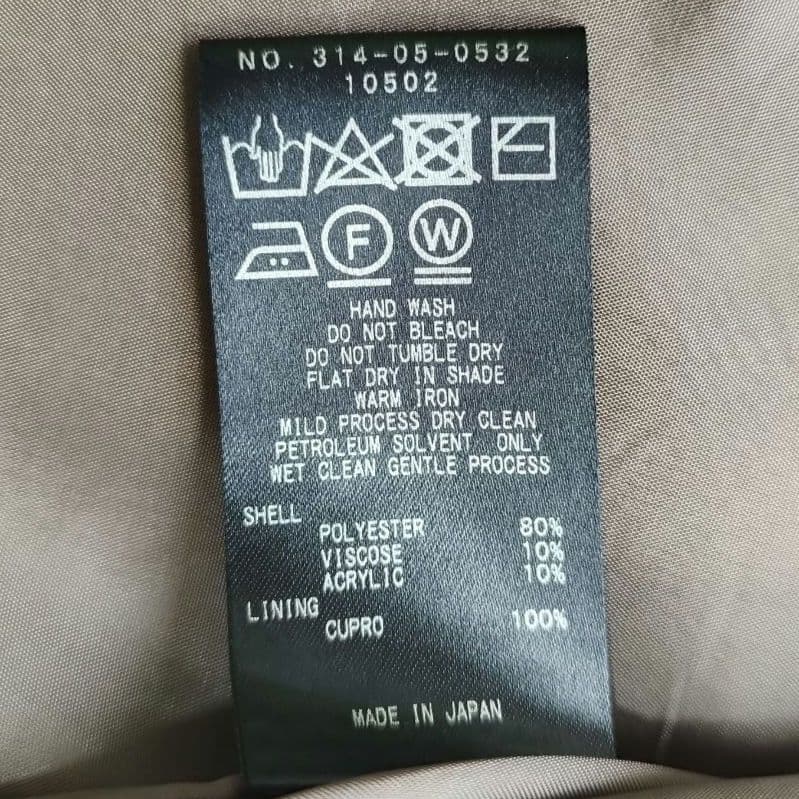 NO. 314-05-0532
10502
F W
HAND WASH
DO NOT BLEACH
DO NOT TUMBLE DRY
FLAT DRY IN SHADE
WARM IRON
MILD PROCESS DRY CLEAN
PETROLEUM SOLVENT ONLY
WET CLEAN GENTLE PROCESS
SHELL
POLYESTER 80%
VISCOSE 10%
ACRYLIC 10%
LINING
CUPRO 100%
MADE IN JAPAN